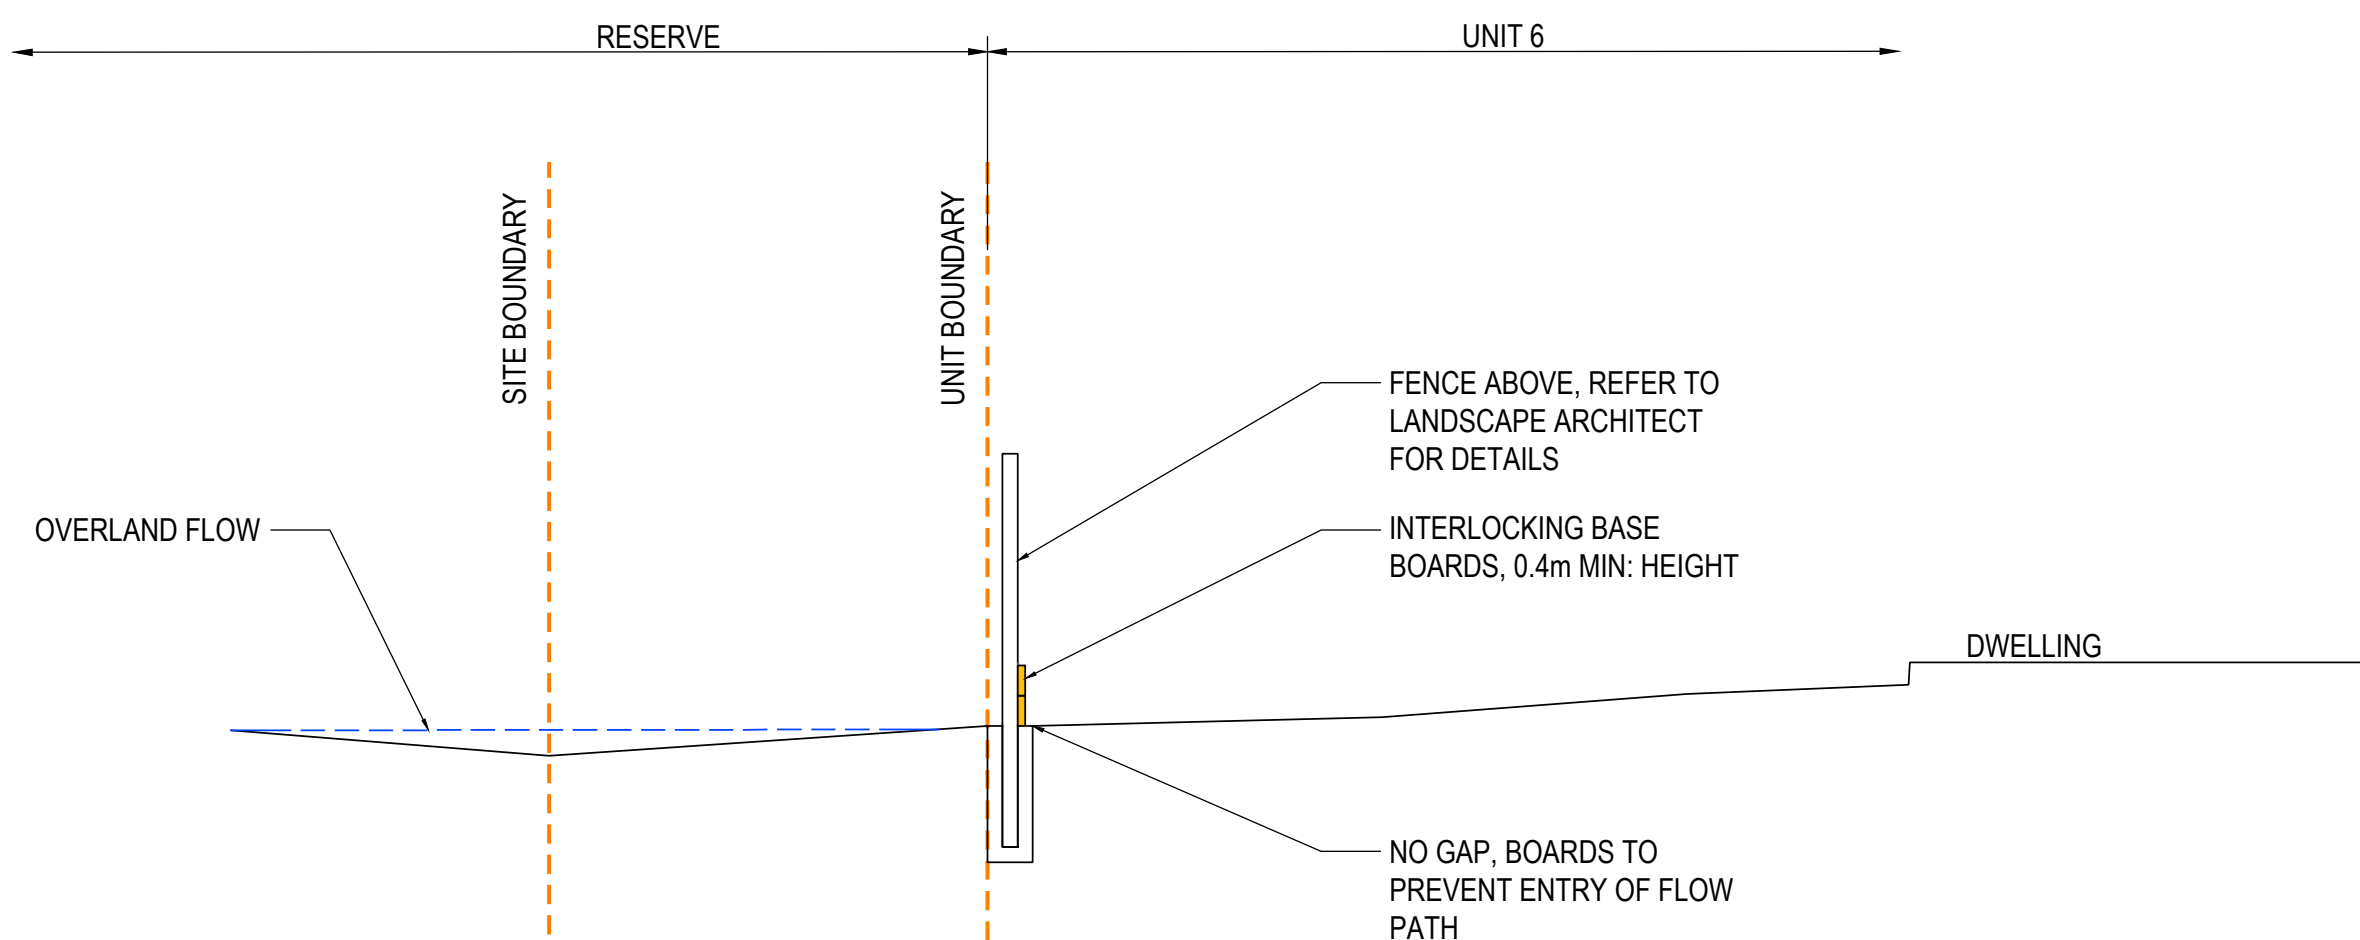 RESERVE
UNIT 6
SITE BOUNDARY
UNIT BOUNDARY
FENCE ABOVE, REFER TO
LANDSCAPE ARCHITECT
FOR DETAILS
OVERLAND FLOW
INTERLOCKING BASE
BOARDS, 0.4m MIN: HEIGHT
DWELLING
NO GAP, BOARDS TO
PREVENT ENTRY OF FLOW
PATH